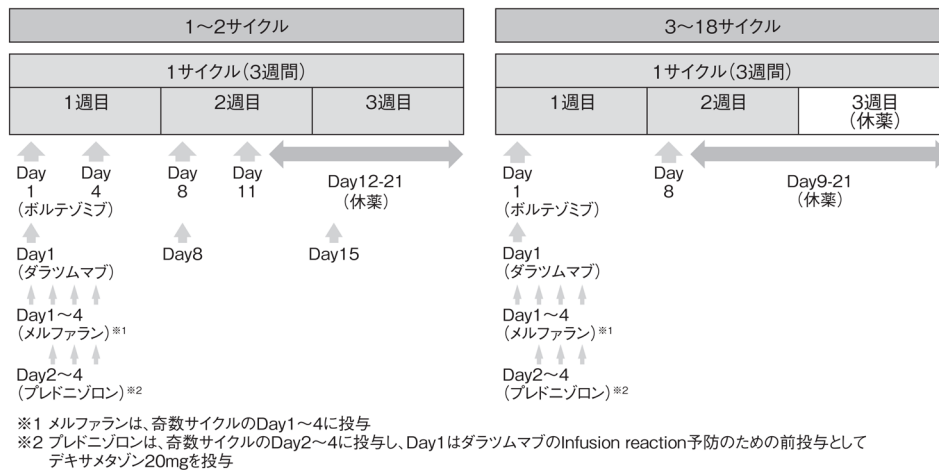 1～2サイクル
1サイクル（3週間）
1週目
2週目
3週目
Day
1
（ボルテゾミブ）
Day
4
Day
8
Day
11
Day12-21
（休薬）
Day1
（ダラツムマブ）
Day8
Day15
Day1～4
（メルファラン）※1
Day2～4
（プレドニゾロン）※2
3～18サイクル
1サイクル（3週間）
1週目
2週目
3週目
（休薬）
Day
1
（ボルテゾミブ）
Day
8
Day9-21
（休薬）
Day1
（ダラツムマブ）
Day1～4
（メルファラン）※1
Day2～4
（プレドニゾロン）※2
※1 メルファランは、奇数サイクルのDay1～4に投与
※2 プレドニゾロンは、奇数サイクルのDay2～4に投与し、Day1はダラツムマブのInfusion reaction予防のための前投与として
デキサメタゾン20mgを投与